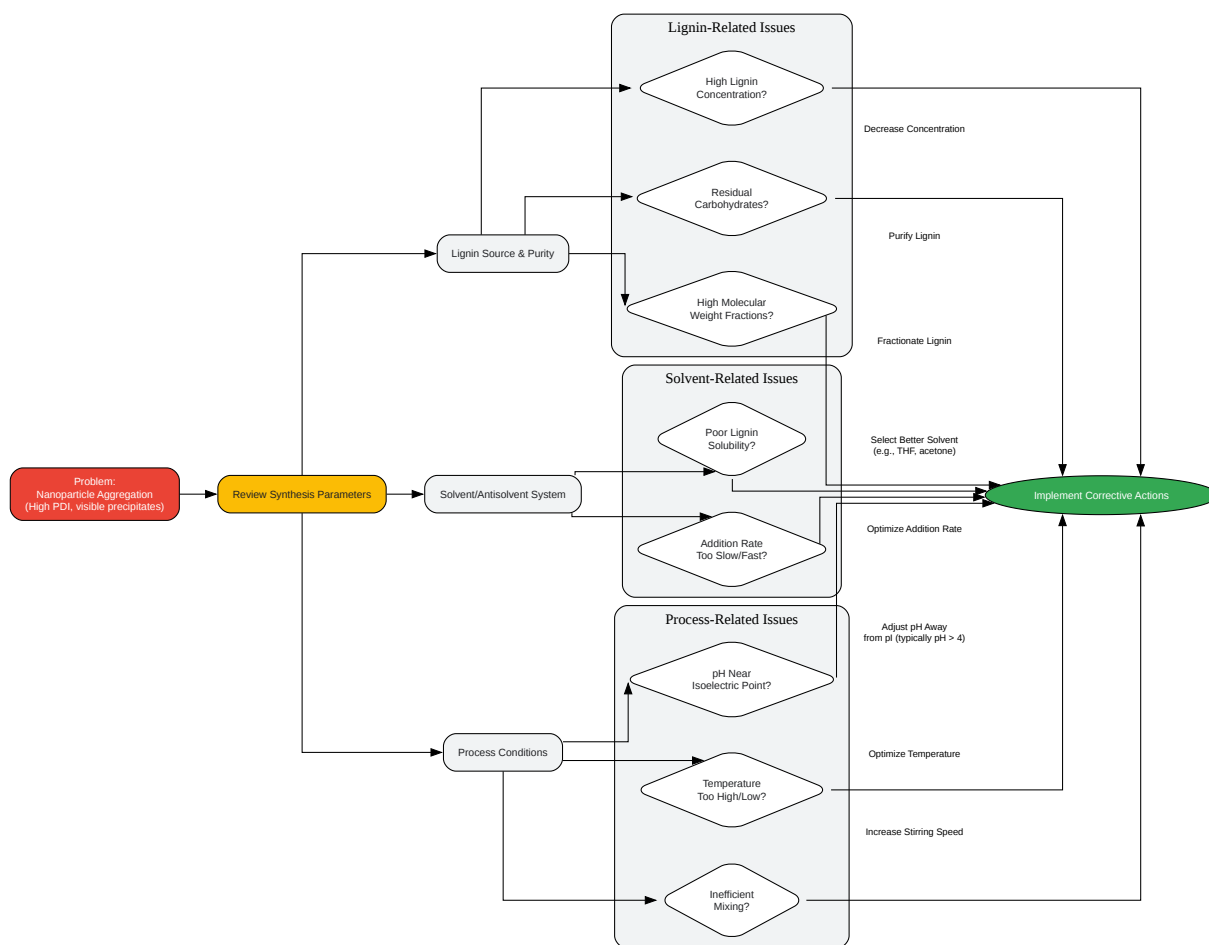 Lignin-Related Issues
High Lignin
Concentration?
Decrease Concentration
Residual
Carbohydrates?
Purify Lignin
Lignin Source & Purity
High Molecular
Weight Fractions?
Fractionate Lignin
Solvent-Related Issues
Poor Lignin
Solubility?
Select Better Solvent
(e.g., THF, acetone)
Problem:
Nanoparticle Aggregation
(High PDI, visible precipitates)
Review Synthesis Parameters
Solvent/Antisolvent System
Implement Corrective Actions
Addition Rate
Too Slow/Fast?
Optimize Addition Rate
Process-Related Issues
Adjust pH Away
from pI (typically pH > 4)
pH Near
Isoelectric Point?
Process Conditions
Optimize Temperature
Temperature
Too High/Low?
Increase Stirring Speed
Inefficient
Mixing?